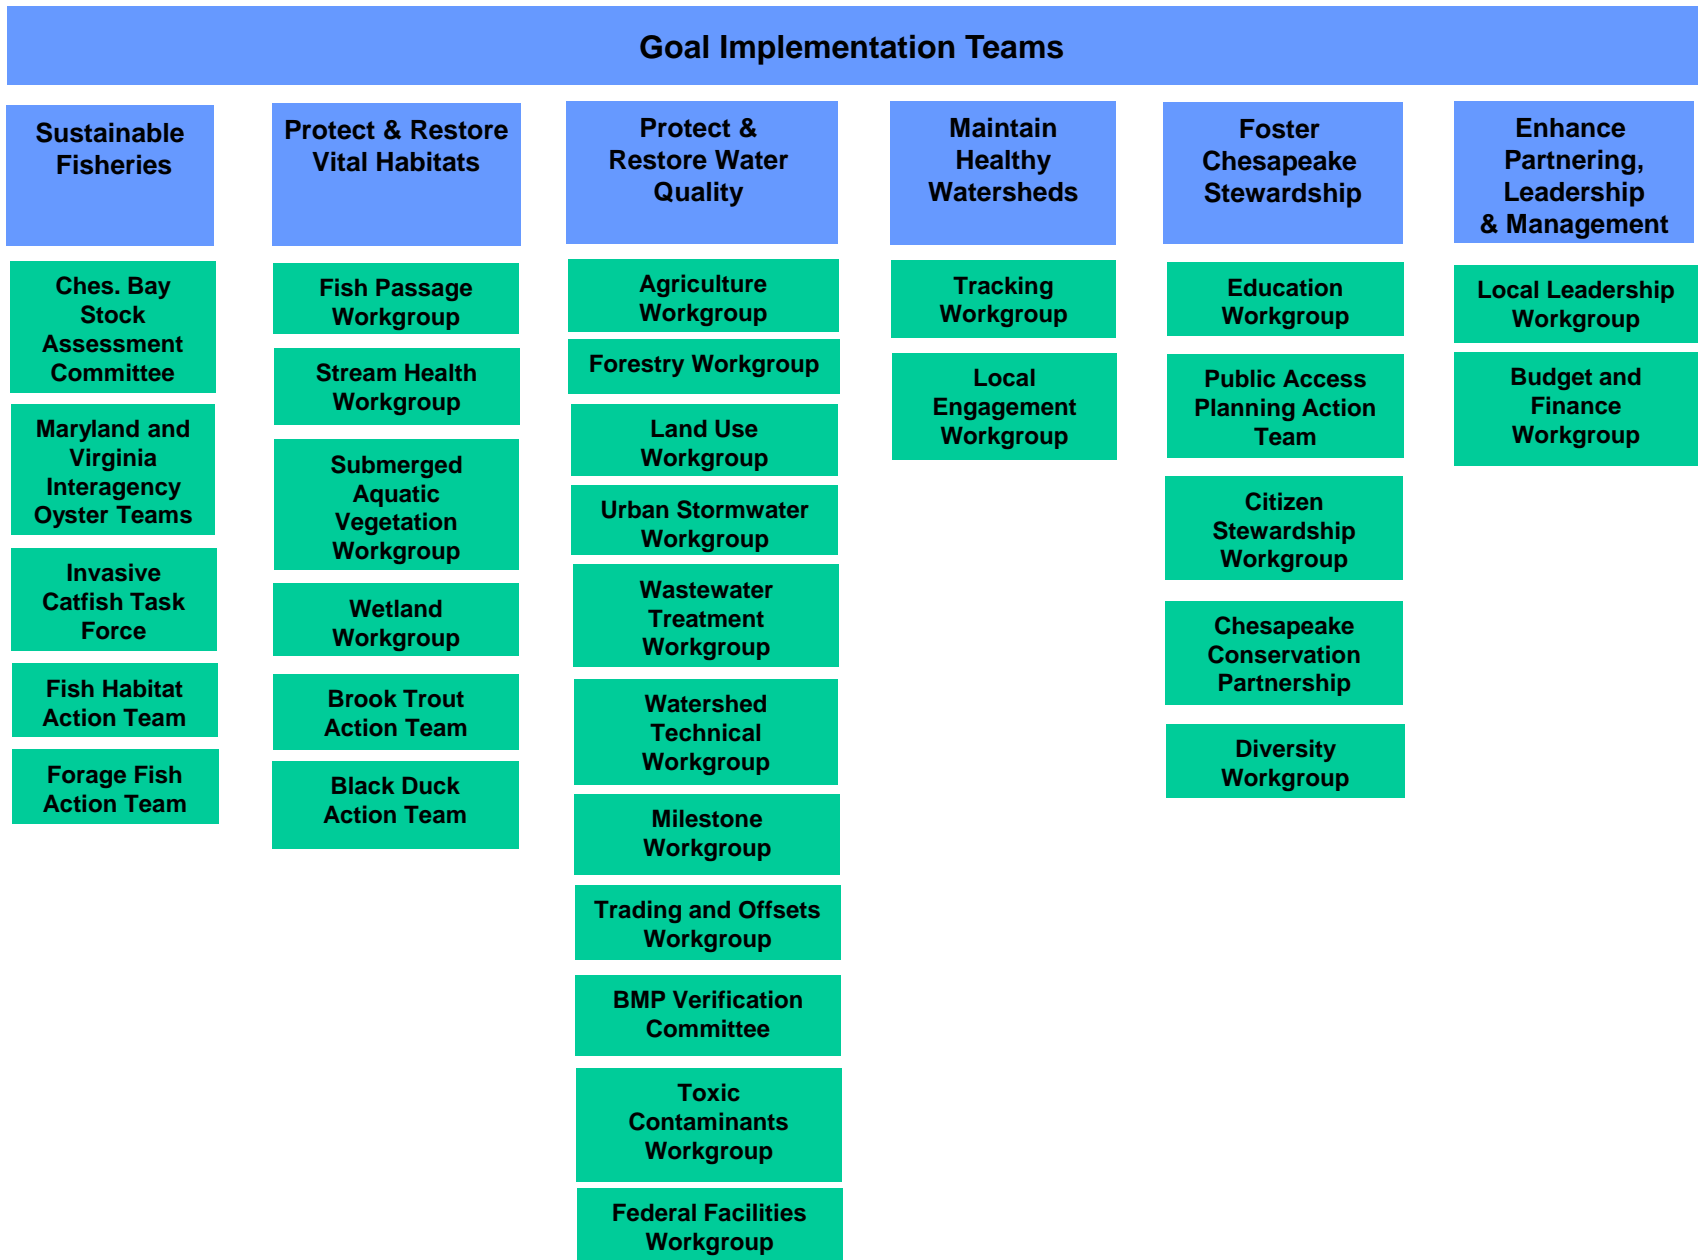 Goal Implementation Teams
Sustainable
Fisheries
Ches. Bay
Stock
Assessment
Committee
Maryland and
Virginia
Interagency
Oyster Teams
Invasive
Catfish Task
Force
Fish Habitat
Action Team
Forage Fish
Action Team
Protect & Restore
Vital Habitats
Fish Passage
Workgroup
Stream Health
Workgroup
Submerged
Aquatic
Vegetation
Workgroup
Wetland
Workgroup
Brook Trout
Action Team
Black Duck
Action Team
Protect &
Restore Water
Quality
Agriculture
Workgroup
Forestry Workgroup
Land Use
Workgroup
Urban Stormwater
Workgroup
Wastewater
Treatment
Workgroup
Watershed
Technical
Workgroup
Milestone
Workgroup
Trading and Offsets
Workgroup
BMP Verification
Committee
Toxic
Contaminants
Workgroup
Federal Facilities
Workgroup
Maintain
Healthy
Watersheds
Tracking
Workgroup
Local
Engagement
Workgroup
Foster
Chesapeake
Stewardship
Education
Workgroup
Public Access
Planning Action
Team
Citizen
Stewardship
Workgroup
Chesapeake
Conservation
Partnership
Diversity
Workgroup
Enhance
Partnering,
Leadership
& Management
Local Leadership
Workgroup
Budget and
Finance
Workgroup